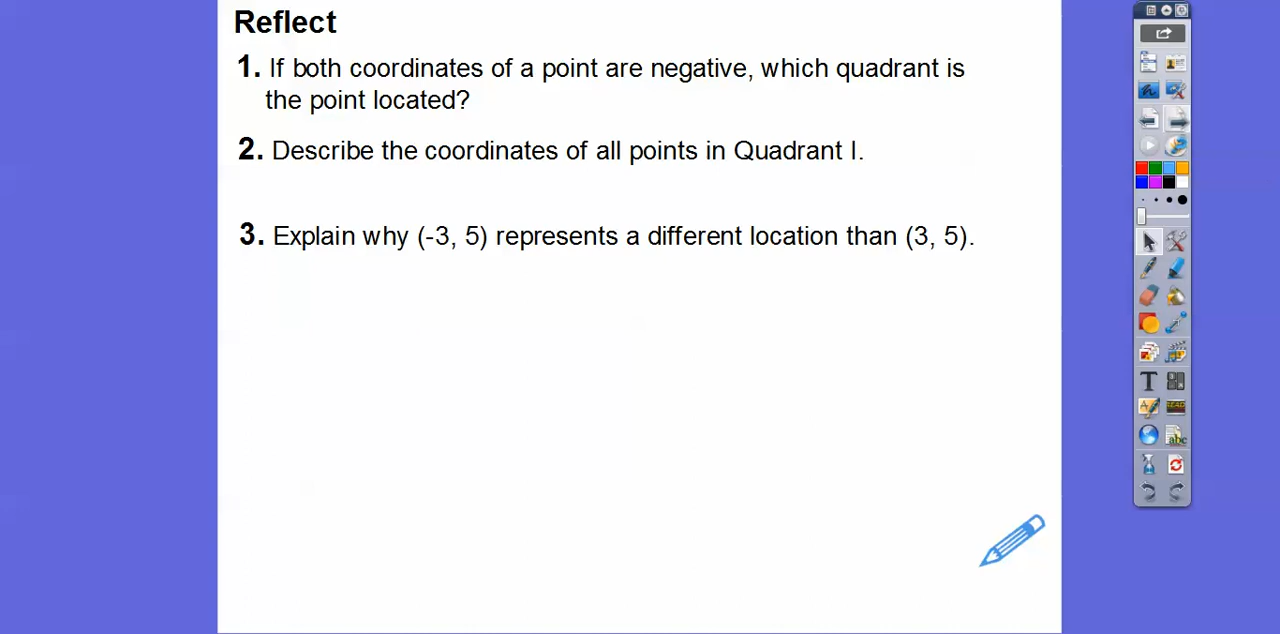 Reflect
1. If both coordinates of a point are negative, which quadrant is
the point located?
2. Describe the coordinates of all points in Quadrant I.
3. Explain why (-3, 5) represents a different location than (3, 5).